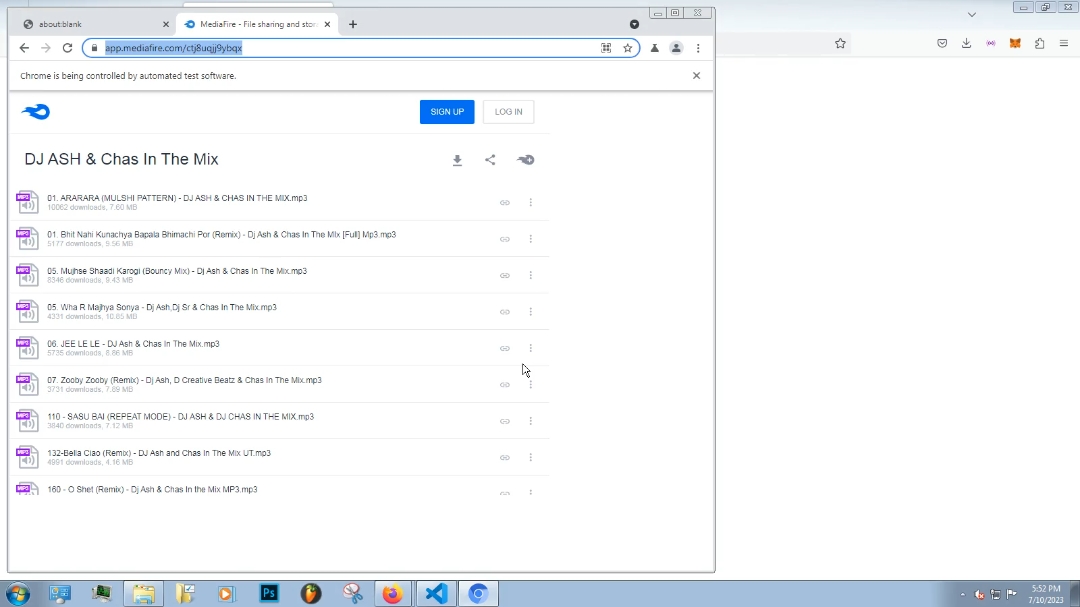 about:blank
MediaFire - File sharing and stor
app.mediafire.com/ctj8uqjj9ybqx
Chrome is being controlled by automated test software.
SIGN UP
LOG IN
DJ ASH & Chas In The Mix
01. ARARARA (MULSHI PATTERN) - DJ ASH & CHAS IN THE MIX.mp3
10062 downloads, 7.60 MB
01. Bhit Nahi Kunachya Bapala Bhimachi Por (Remix) - Dj Ash & Chas In The MIx [Full] Mp3.mp3
5177 downloads, 5.56 MB
05. Mujhse Shaadi Karogi (Bouncy Mix) - Dj Ash & Chas In The Mix.mp3
8346 downloads, 9.43 MB
05. Wha R Majhya Sonya - Dj Ash,Dj Sr & Chas In The Mix.mp3
4331 downloads, 10.85 MB
06. JEE LE LE - DJ Ash & Chas In The Mix.mp3
5735 downloads, 8.86 MB
07. Zooby Zooby (Remix) - Dj Ash, D Creative Beatz & Chas In The Mix.mp3
3731 downloads, 7.89 MB
110 - SASU BAI (REPEAT MODE) - DJ ASH & DJ CHAS IN THE MIX.mp3
3640 downloads, 7.12 MB
132-Bella Ciao (Remix) - DJ Ash and Chas In The Mix UT.mp3
4991 downloads, 4.16 MB
160 - O Shet (Remix) - Dj Ash & Chas In the Mix MP3.mp3
Ps
5:52 PM
7/10/2023